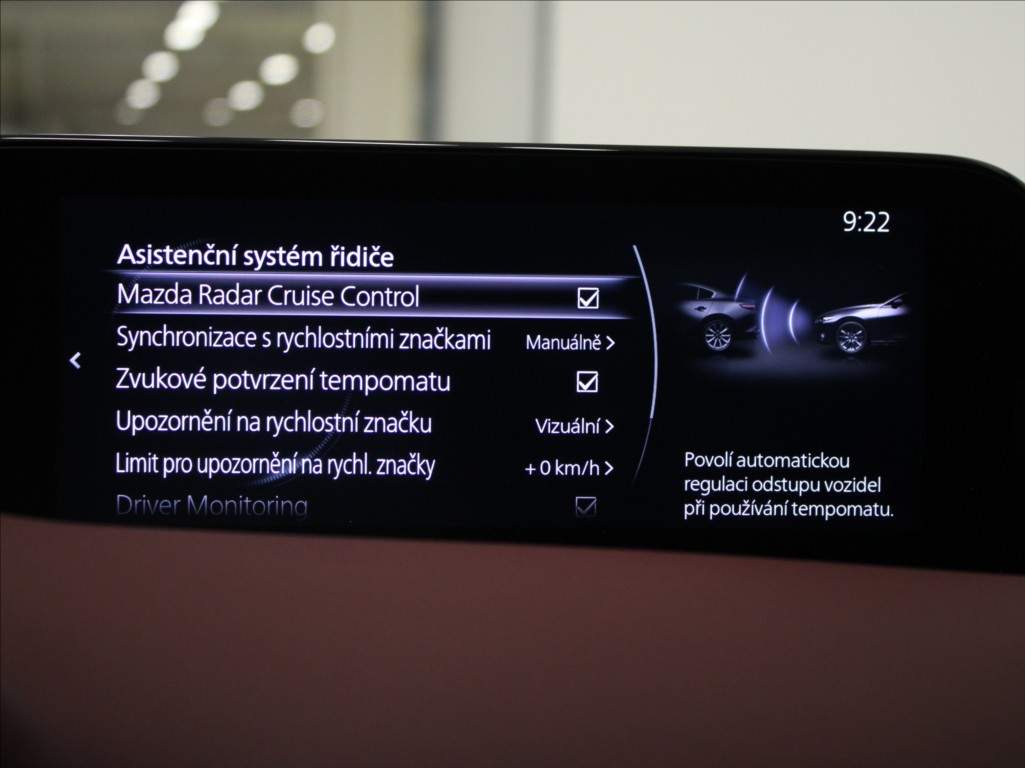 9:22
Asistenční systém řidiče
Mazda Radar Cruise Control
Synchronizace s rychlostními značkami Manuálně >
Zvukové potvrzení tempomatu
Upozornění na rychlostní značku Vizuální >
Limit pro upozornění na rychl. značky + 0 km/h >
Driver Monitoring
Povolí automatickou
regulaci odstupu vozidel
při používání tempomatu.